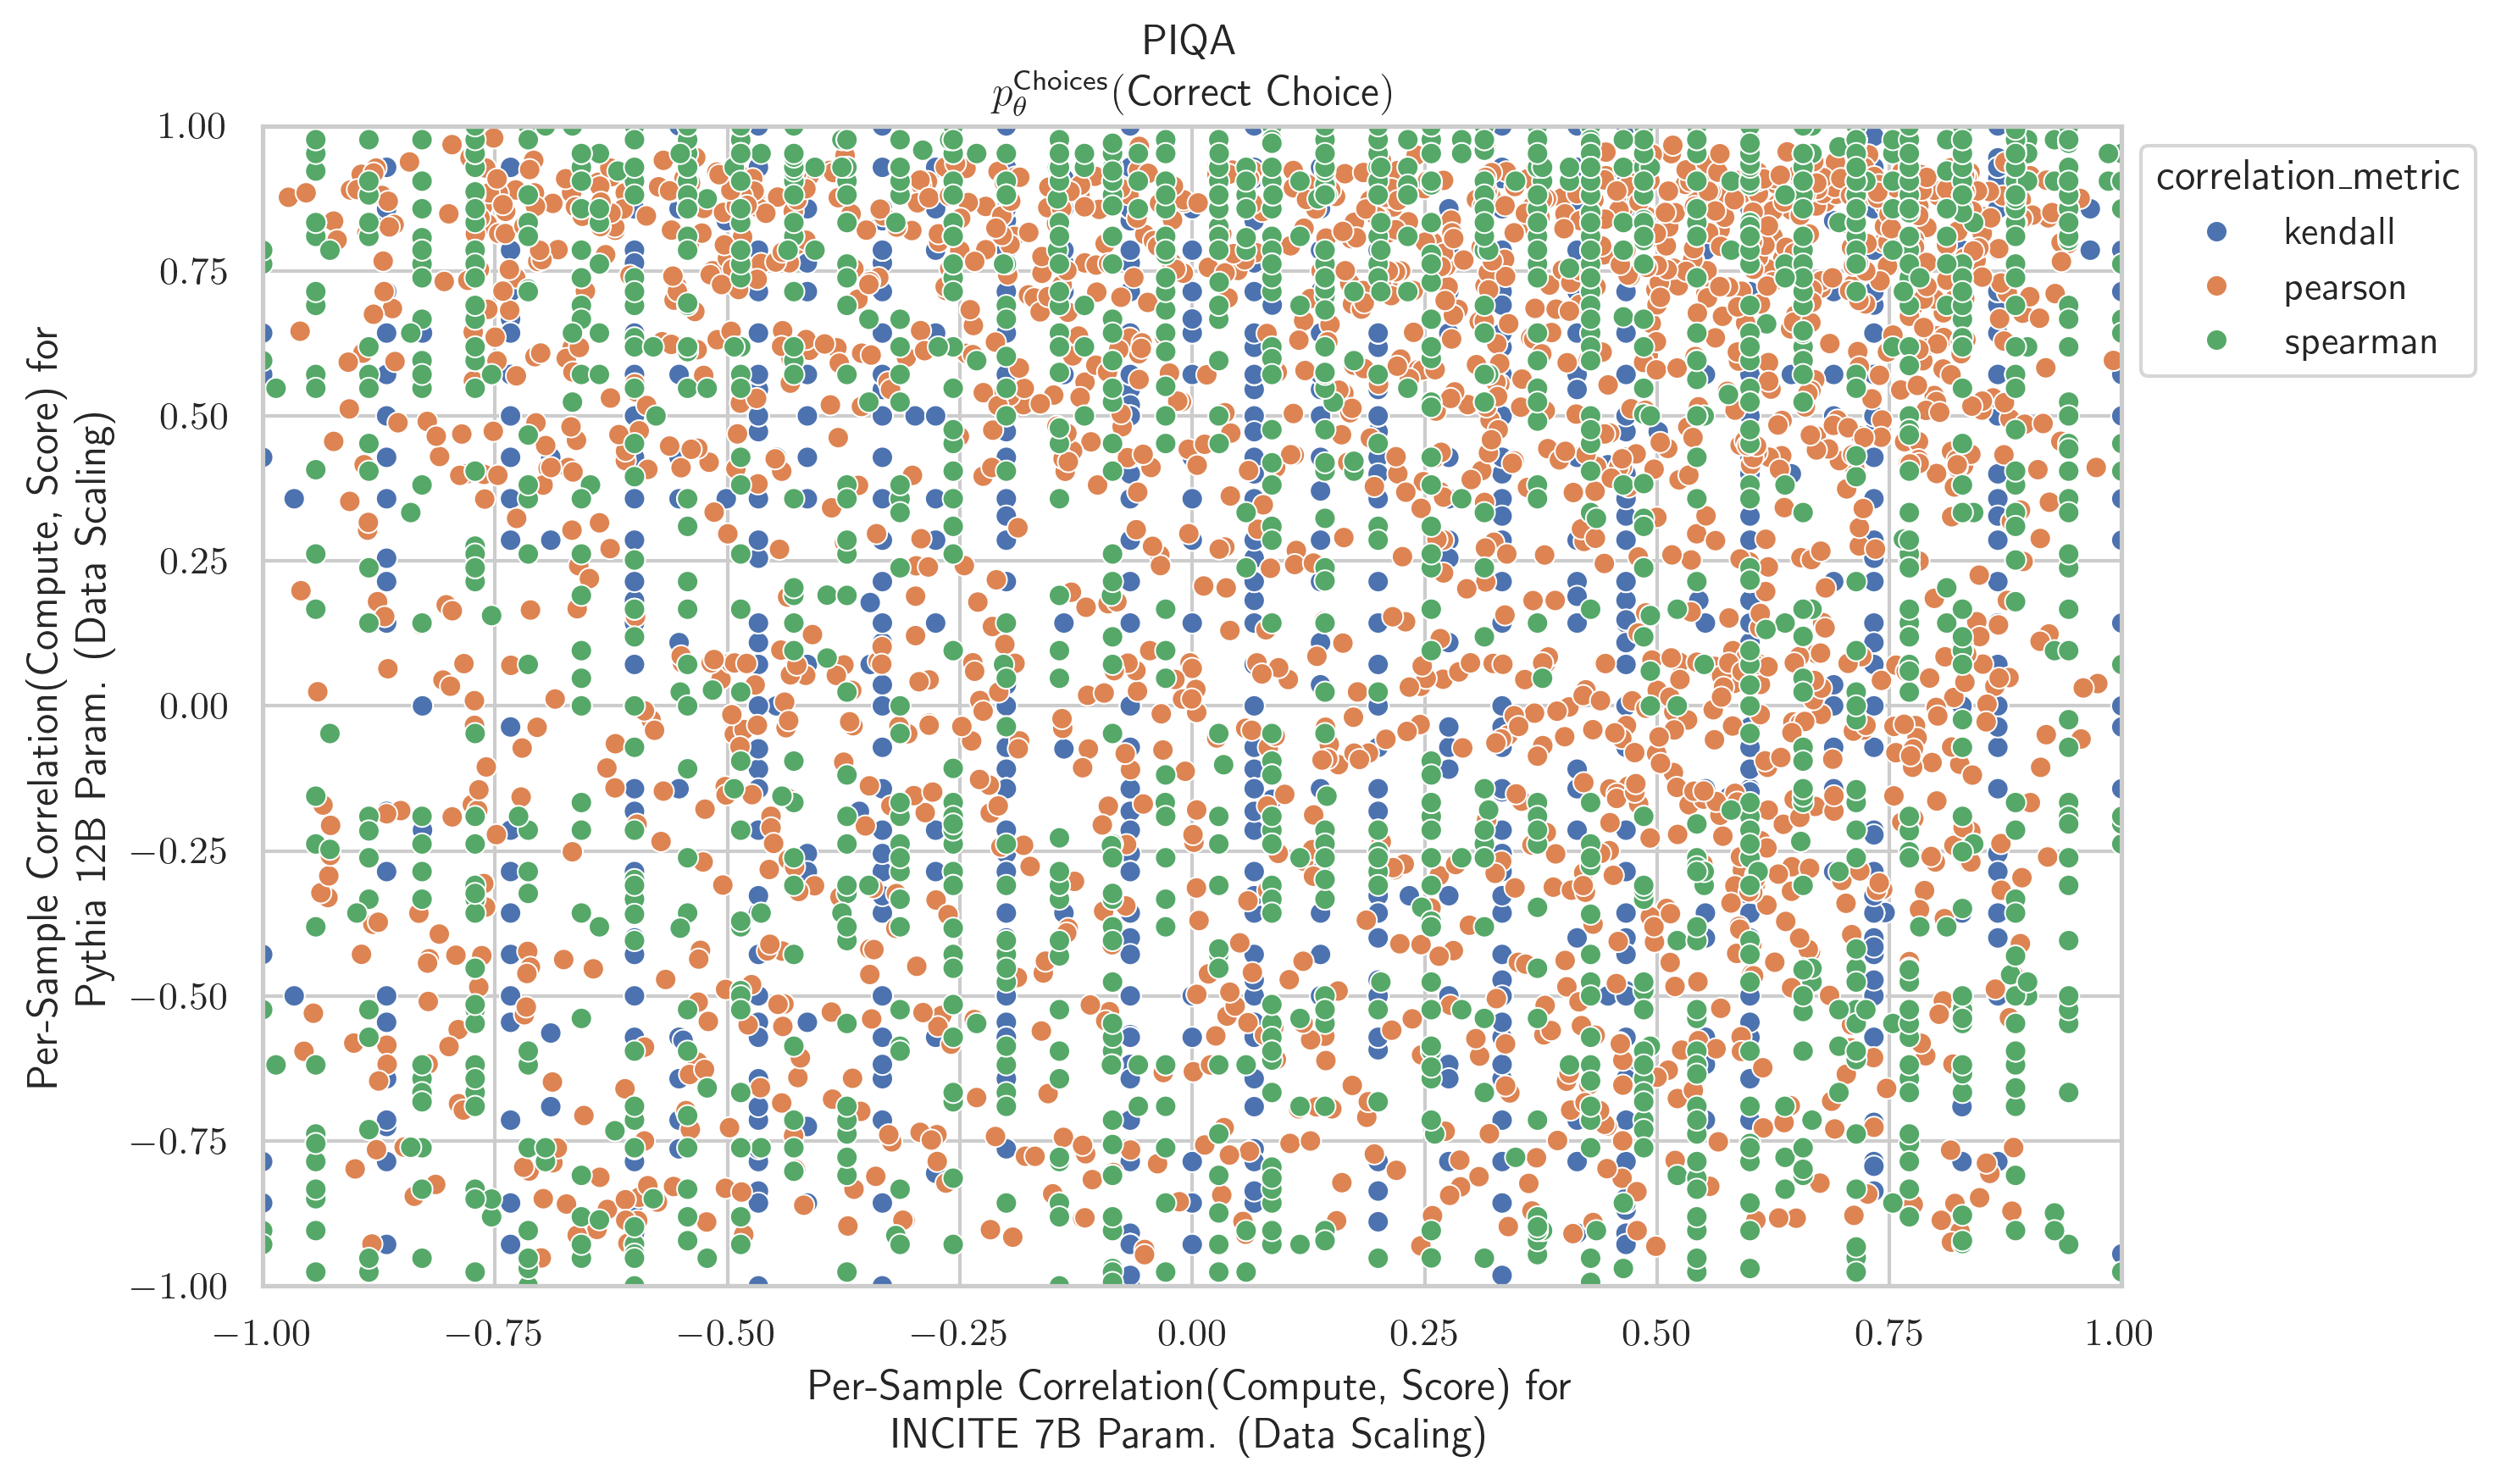 PIQA
p_θ^Choices(Correct Choice)
1.00
0.75
0.50
0.25
0.00
−0.25
−0.50
−0.75
−1.00
Per-Sample Correlation(Compute, Score) for
Pythia 12B Param. (Data Scaling)
−1.00 −0.75 −0.50 −0.25 0.00 0.25 0.50 0.75 1.00
Per-Sample Correlation(Compute, Score) for
INCITE 7B Param. (Data Scaling)
correlation_metric
kendall
pearson
spearman